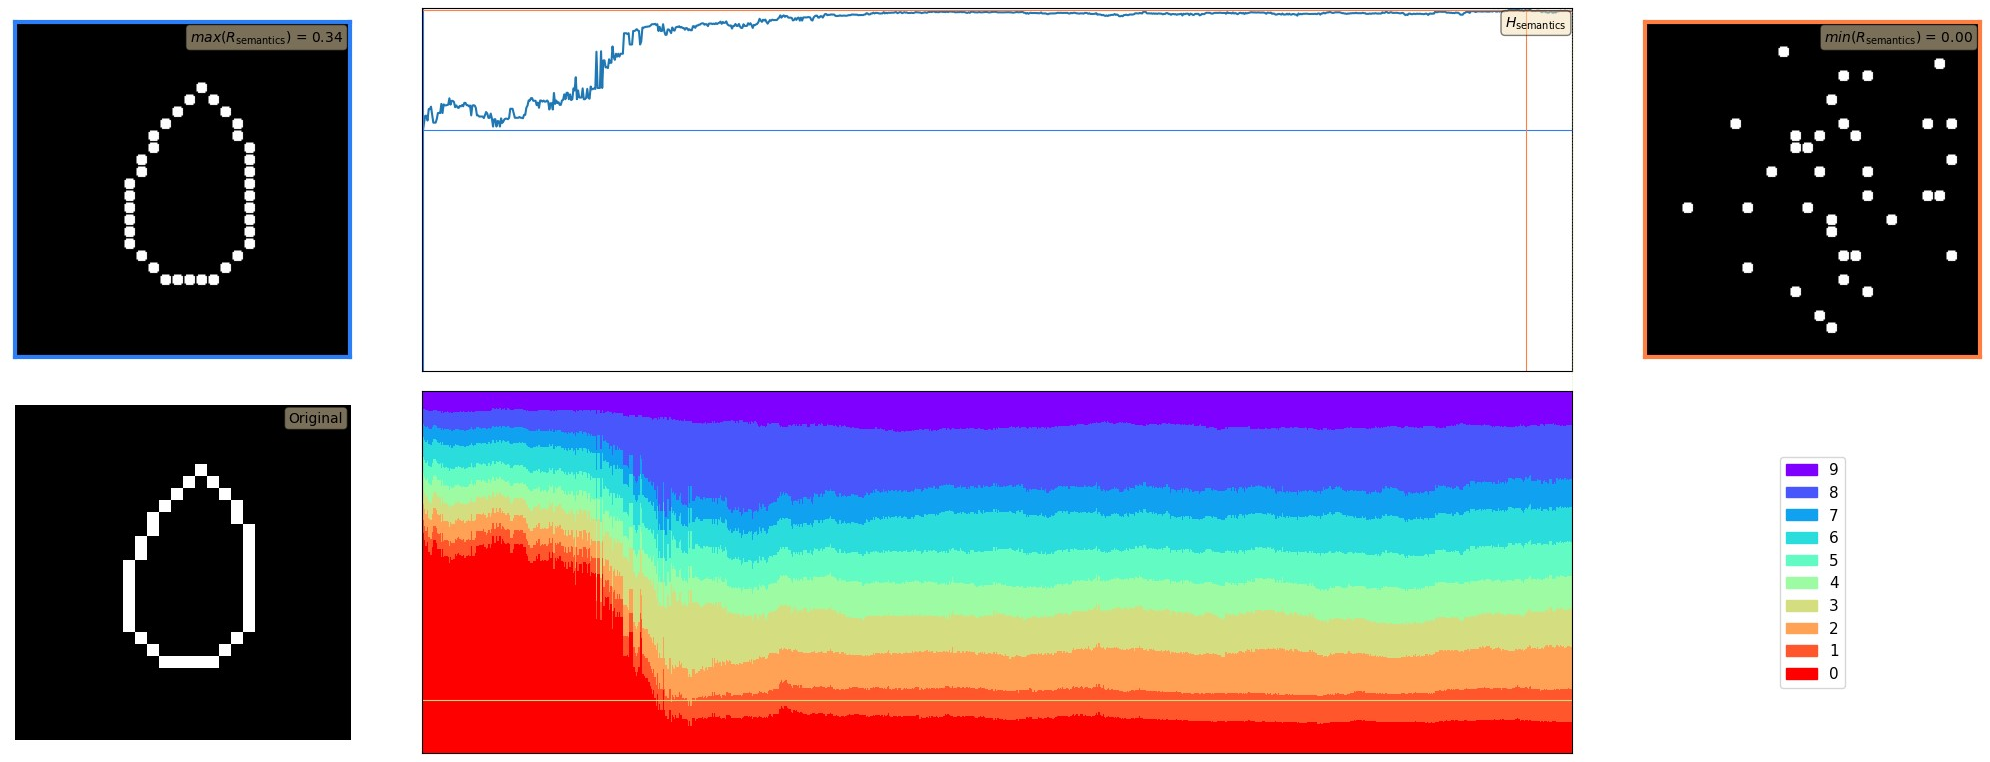 max(R_semantics) = 0.34
H_semantics
min(R_semantics) = 0.00
Original
9
8
7
6
5
4
3
2
1
0